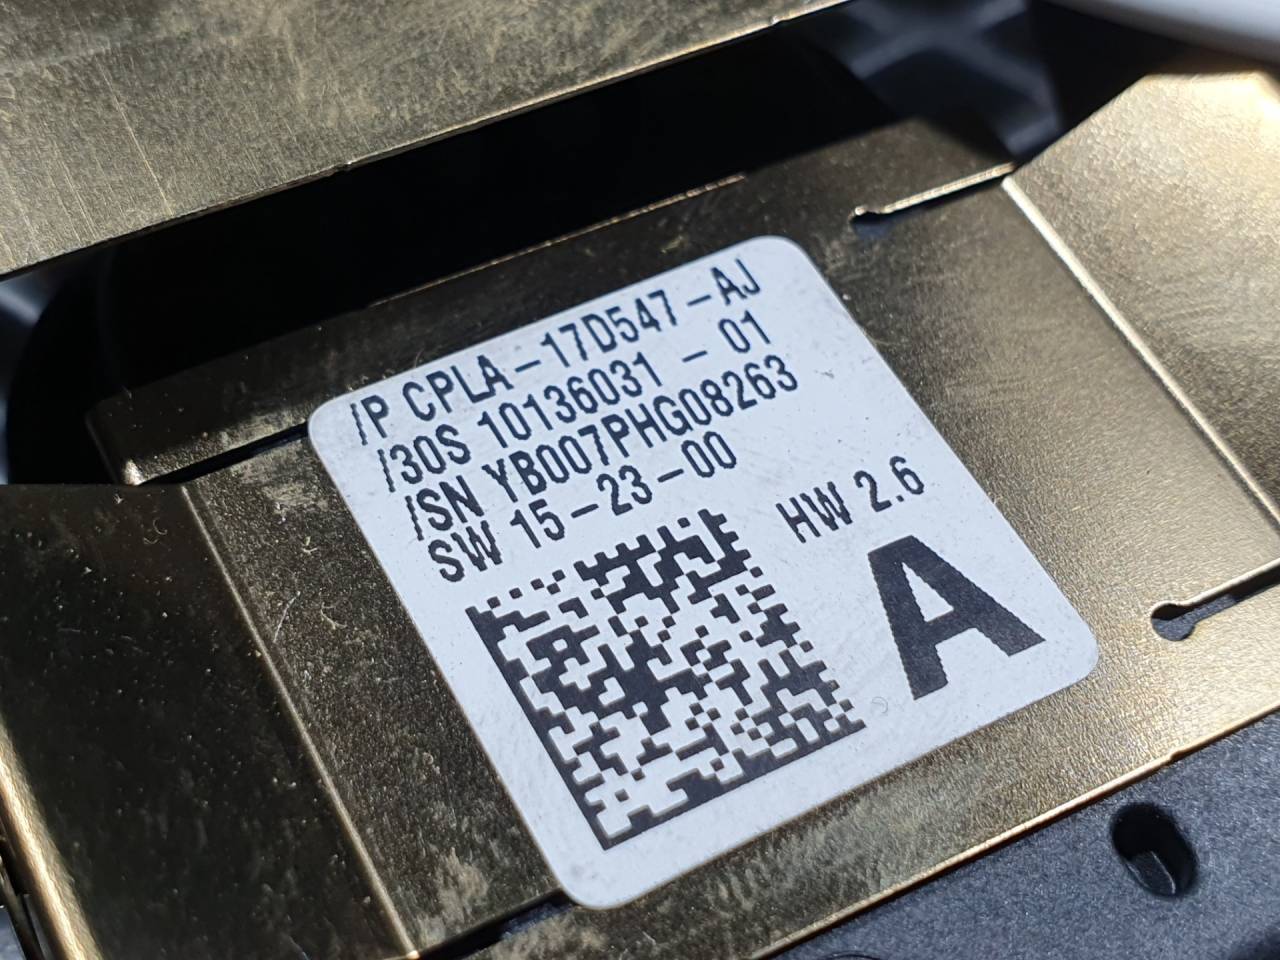 /P CPLA-17D547-AJ
/30S 10136031 - 01
/SN YB007PHG08263
SW 15-23-00
HW 2.6
A